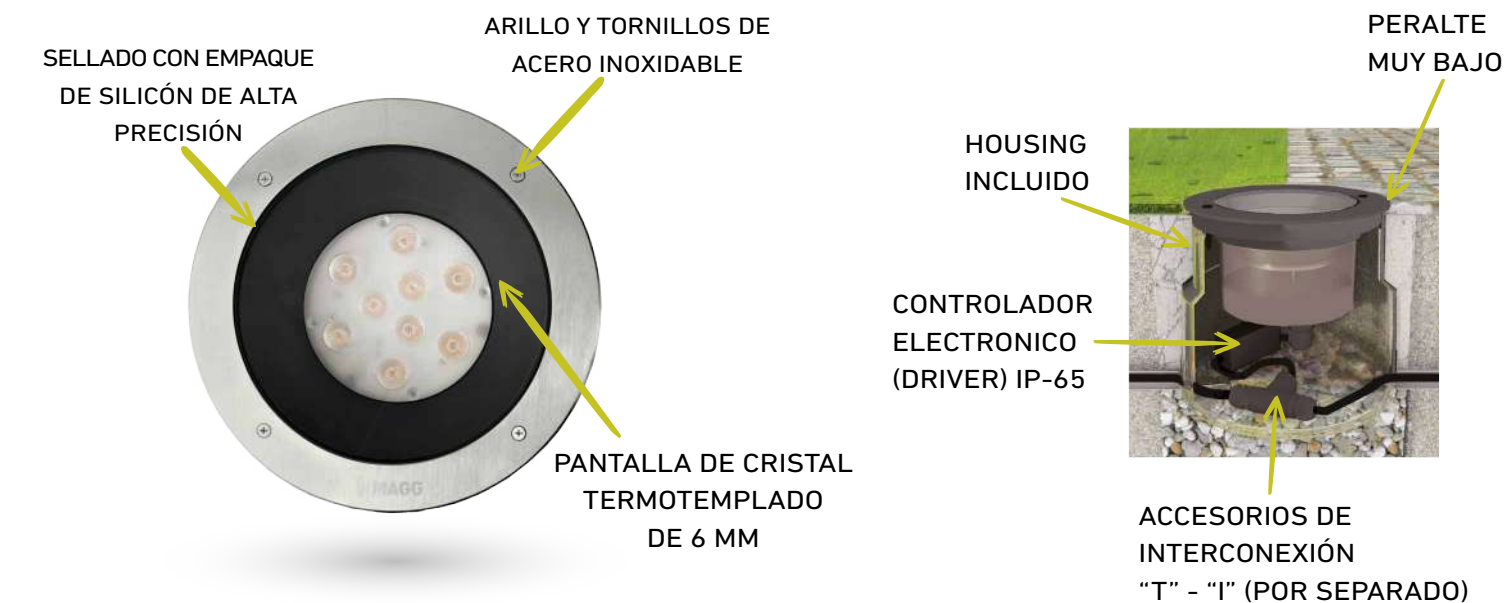 SELLADO CON EMPAQUE
DE SILICÓN DE ALTA
PRECISIÓN
ARILLO Y TORNILLOS DE
ACERO INOXIDABLE
MAGG
PANTALLA DE CRISTAL
TERMOTEMPLADO
DE 6 MM
PERALTE
MUY BAJO
HOUSING
INCLUIDO
CONTROLADOR
ELECTRONICO
(DRIVER) IP-65
ACCESORIOS DE
INTERCONEXIÓN
“T” - “I” (POR SEPARADO)